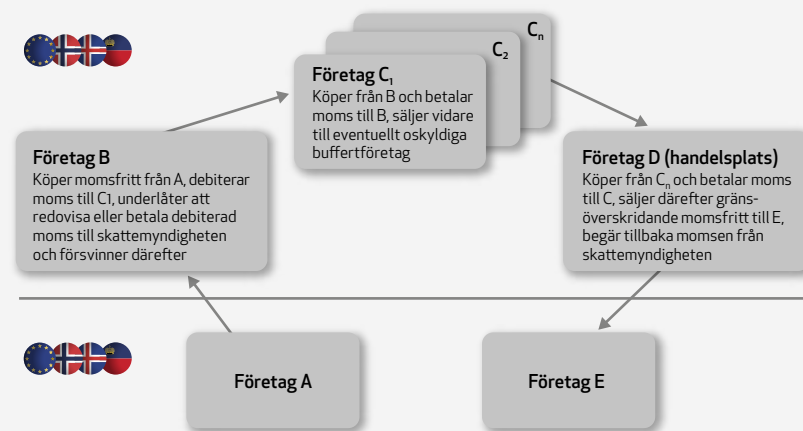 Cₙ
C₂
Företag C₁
Köper från B och betalar
moms till B, säljer vidare
till eventuellt oskyldiga
buffertföretag
Företag B
Köper momsfritt från A, debiterar
moms till C1, underlåter att
redovisa eller betala debiterad
moms till skattemyndigheten
och försvinner därefter
Företag D (handelsplats)
Köper från Cₙ och betalar moms
till C, säljer därefter gräns-
överskridande momsfritt till E,
begär tillbaka momsen från
skattemyndigheten
Företag A
Företag E